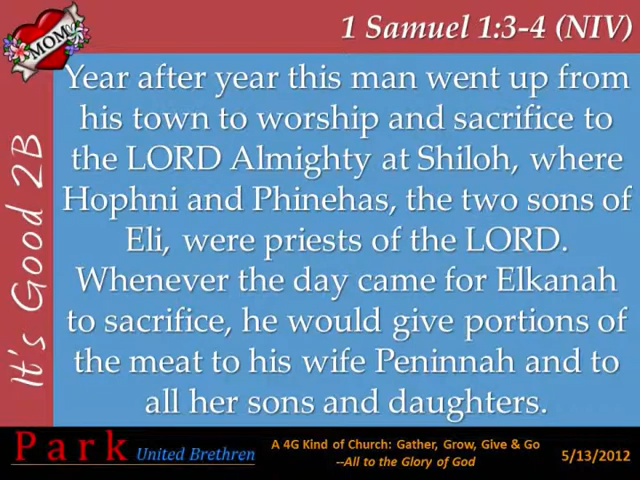 1 Samuel 1:3-4 (NIV)
MOM
Year after year this man went up from
his town to worship and sacrifice to
the LORD Almighty at Shiloh, where
Hophni and Phinehas, the two sons of
Eli, were priests of the LORD.
Whenever the day came for Elkanah
to sacrifice, he would give portions of
the meat to his wife Peninnah and to
all her sons and daughters.
It's Good 2B
Park United Brethren
A 4G Kind of Church: Gather, Grow, Give & Go
--All to the Glory of God
5/13/2012